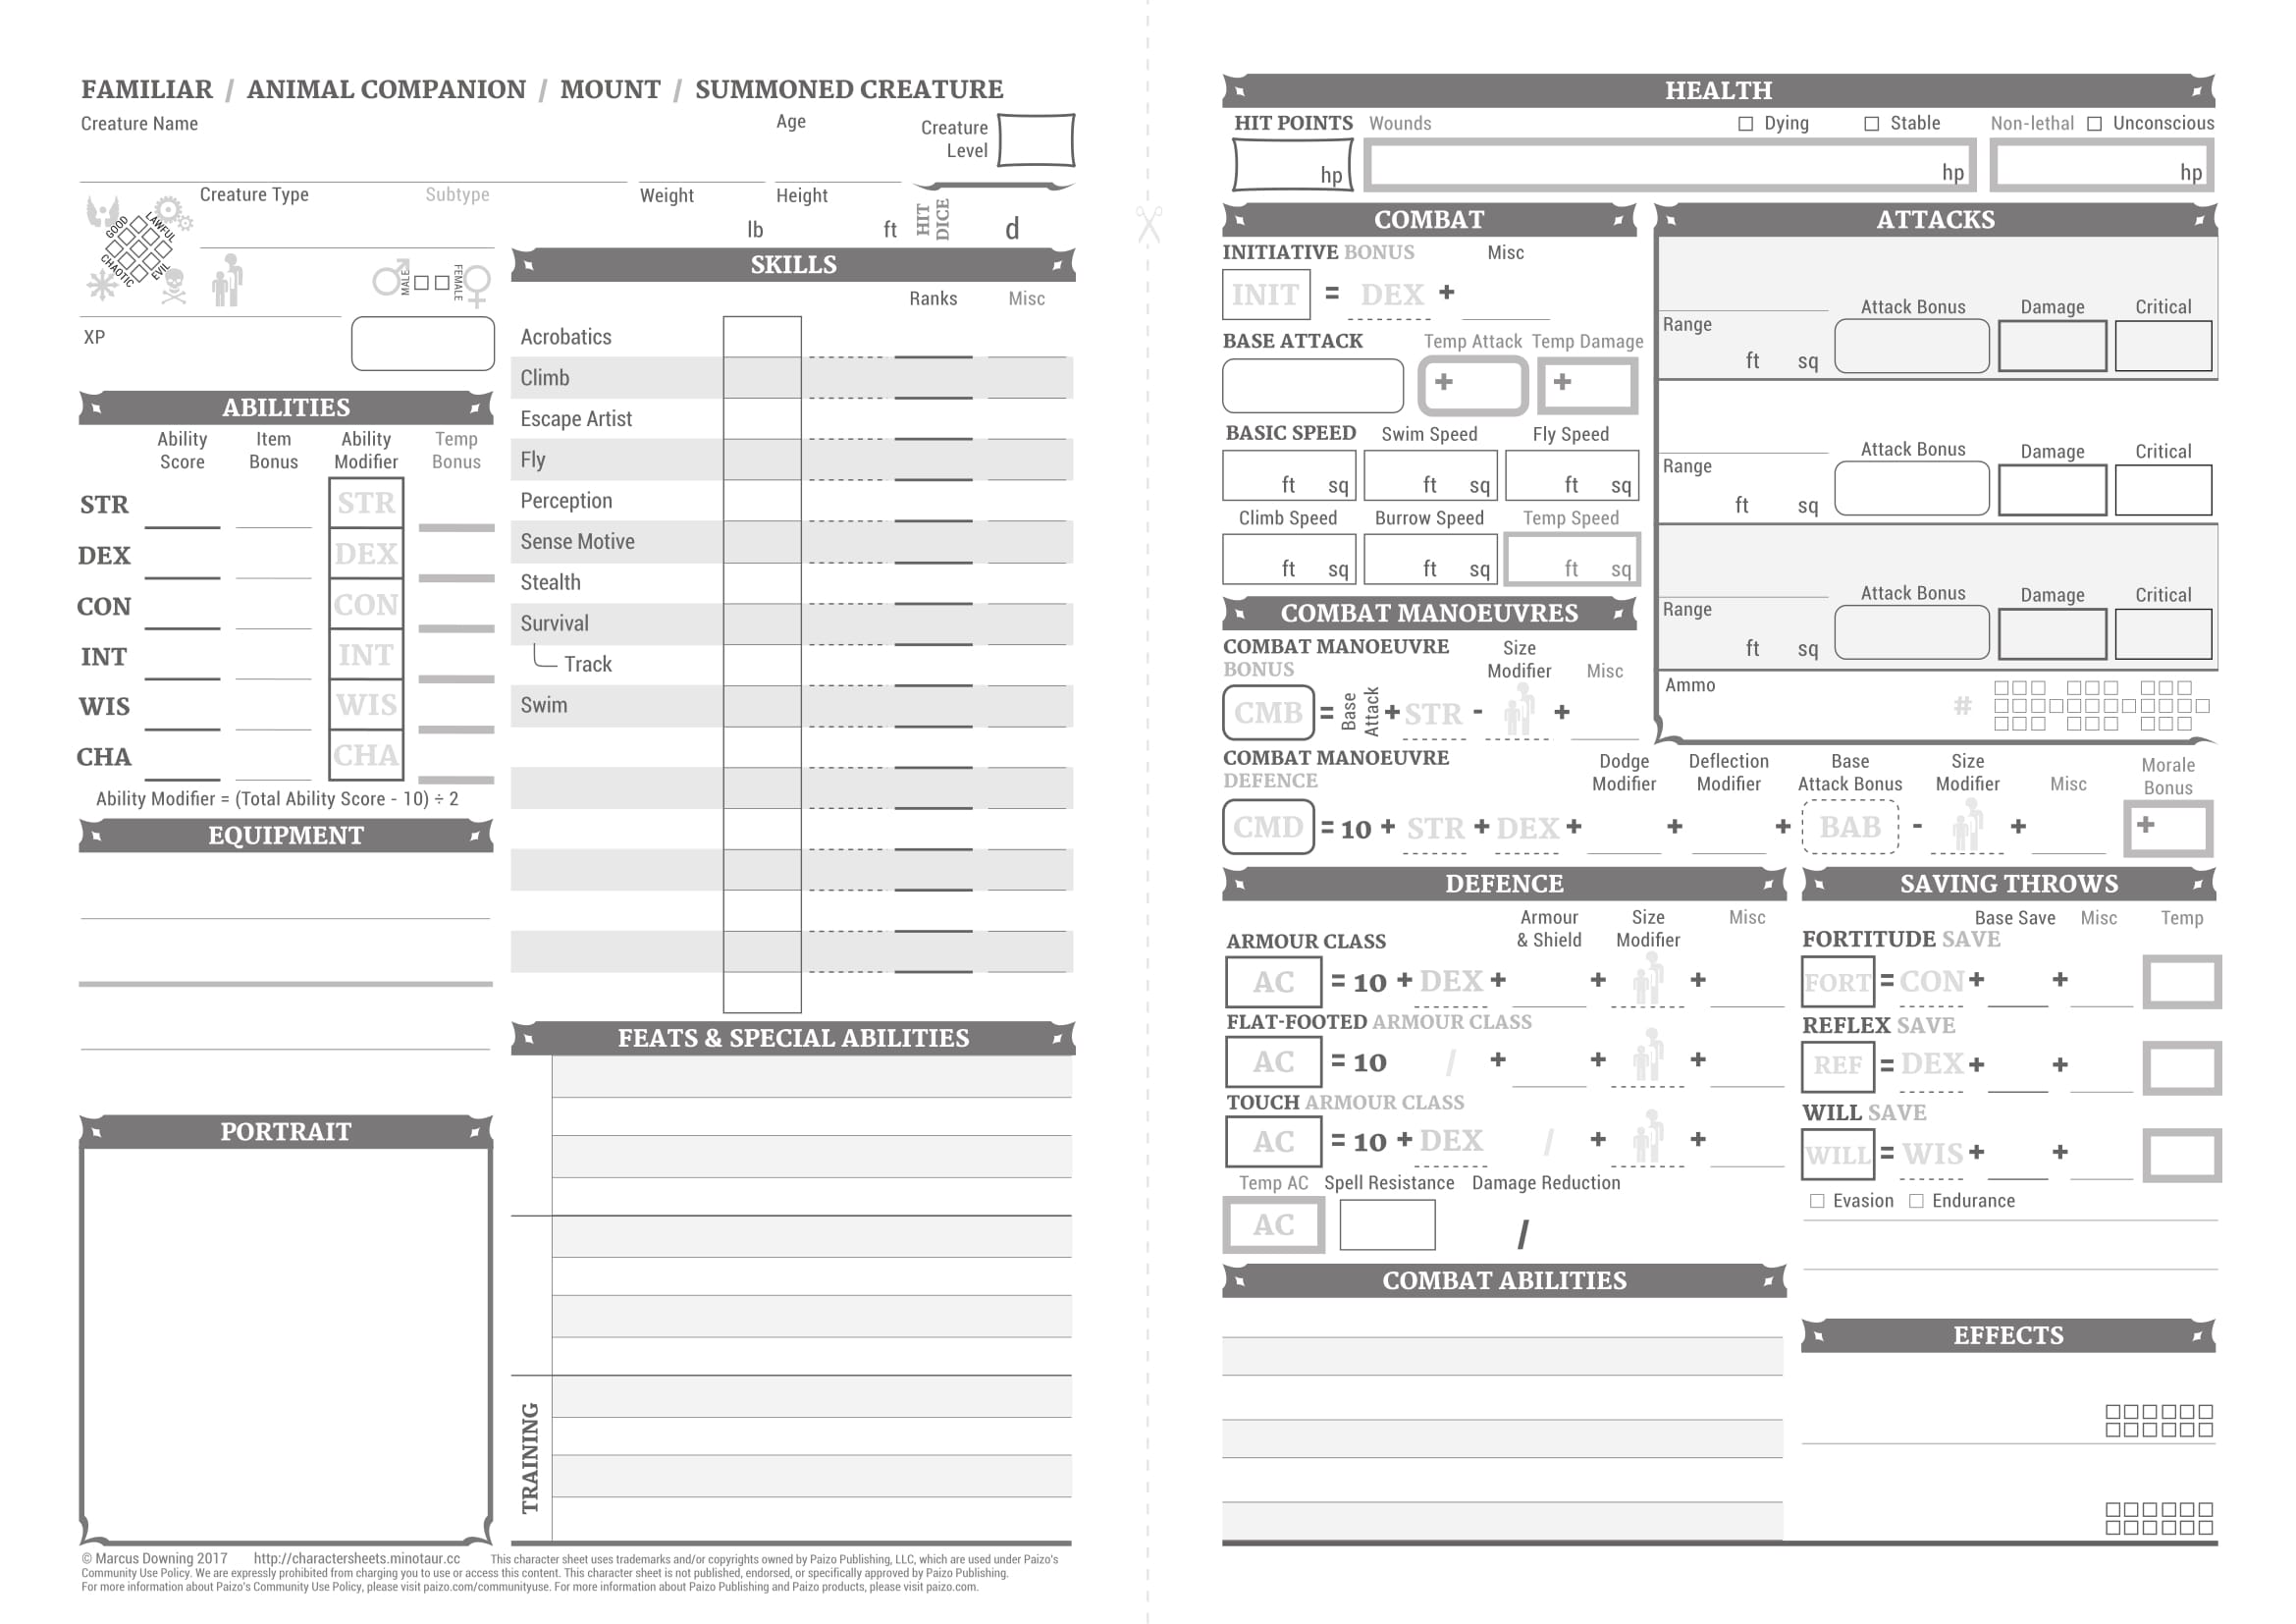 FAMILIAR / ANIMAL COMPANION / MOUNT / SUMMONED CREATURE
Creature Name
Age
Creature Level
Creature Type
Subtype
Weight
lb
Height
ft
HIT DICE
d
GOOD
LAWFUL
CHAOTIC
EVIL
MALE
FEMALE
XP
ABILITIES
Ability Score
Item Bonus
Ability Modifier
Temp Bonus
STR STR
DEX DEX
CON CON
INT INT
WIS WIS
CHA CHA
Ability Modifier = (Total Ability Score - 10) ÷ 2
EQUIPMENT
PORTRAIT
SKILLS
Ranks Misc
Acrobatics
Climb
Escape Artist
Fly
Perception
Sense Motive
Stealth
Survival
Track
Swim
FEATS & SPECIAL ABILITIES
TRAINING
© Marcus Downing 2017 http://charactersheets.minotaur.cc This character sheet uses trademarks and/or copyrights owned by Paizo Publishing, LLC, which are used under Paizo's
Community Use Policy. We are expressly prohibited from charging you to use or access this content. This character sheet is not published, endorsed, or specifically approved by Paizo Publishing.
For more information about Paizo's Community Use Policy, please visit paizo.com/communityuse. For more information about Paizo Publishing and Paizo products, please visit paizo.com.
HEALTH
HIT POINTS Wounds Dying Stable Non-lethal Unconscious
hp hp hp
COMBAT
INITIATIVE BONUS Misc
INIT = DEX +
BASE ATTACK Temp Attack Temp Damage
+ +
BASIC SPEED Swim Speed Fly Speed
ft sq ft sq ft sq
Climb Speed Burrow Speed Temp Speed
ft sq ft sq ft sq
ATTACKS
Attack Bonus Damage Critical
Range
ft sq
Attack Bonus Damage Critical
Range
ft sq
Attack Bonus Damage Critical
Range
ft sq
Ammo #
COMBAT MANOEUVRES
COMBAT MANOEUVRE BONUS
Size Modifier
Misc
CMB = Base Attack + STR - +
COMBAT MANOEUVRE DEFENCE
Dodge Modifier
Deflection Modifier
Base Attack Bonus
Size Modifier
Misc
Morale Bonus
CMD = 10 + STR + DEX + + + BAB - + +
DEFENCE
Armour & Shield
Size Modifier
Misc
ARMOUR CLASS
AC = 10 + DEX + + +
FLAT-FOOTED ARMOUR CLASS
AC = 10 / + + +
TOUCH ARMOUR CLASS
AC = 10 + DEX / + +
Temp AC Spell Resistance Damage Reduction
AC /
SAVING THROWS
Base Save Misc Temp
FORTITUDE SAVE
FORT = CON + +
REFLEX SAVE
REF = DEX + +
WILL SAVE
WILL = WIS + +
Evasion Endurance
COMBAT ABILITIES
EFFECTS